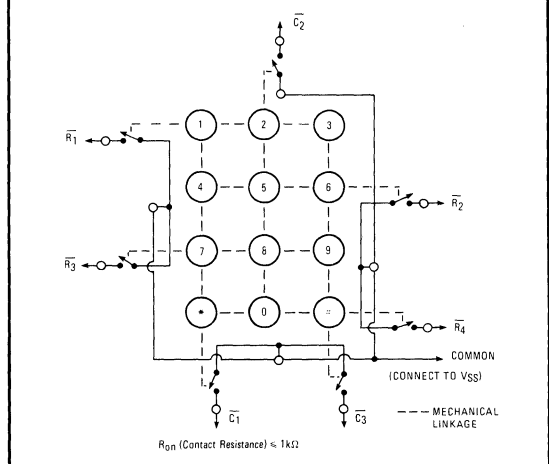 C̅₂
1 2 3
R̅₁
4 5 6
R̅₂
7 8 9
R̅₃
* 0 =
R̅₄
COMMON
(CONNECT TO VSS)
C̅₁ C̅₃
--- MECHANICAL
LINKAGE
Ron (Contact Resistance) ≤ 1kΩ